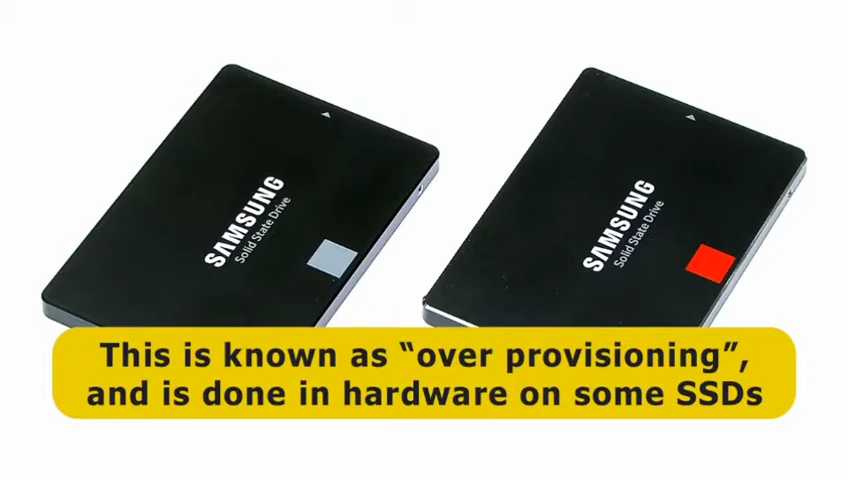 SAMSUNG
Solid State Drive
SAMSUNG
Solid State Drive
This is known as “over provisioning”,
and is done in hardware on some SSDs